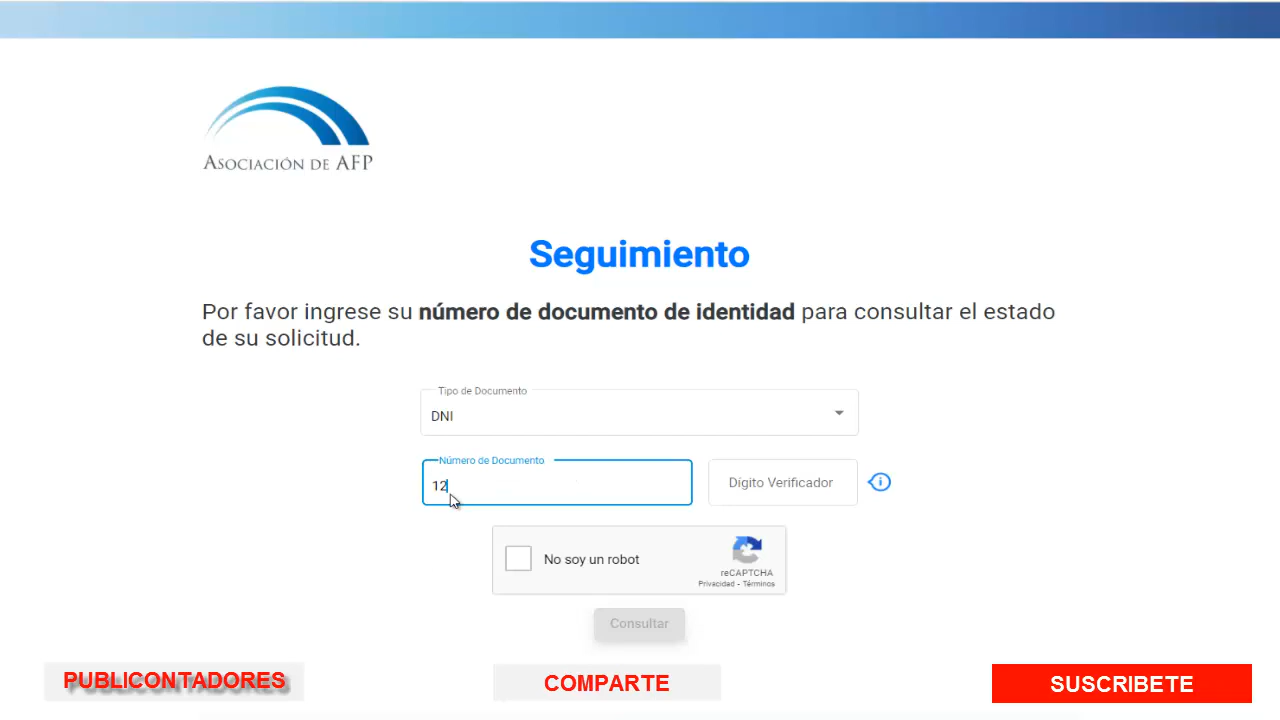 ASOCIACIÓN DE AFP
Seguimiento
Por favor ingrese su número de documento de identidad para consultar el estado
de su solicitud.
Tipo de Documento
DNI
Número de Documento
12
Dígito Verificador
No soy un robot
reCAPTCHA
Privacidad - Términos
Consultar
PUBLICONTADORES
COMPARTE
SUSCRIBETE